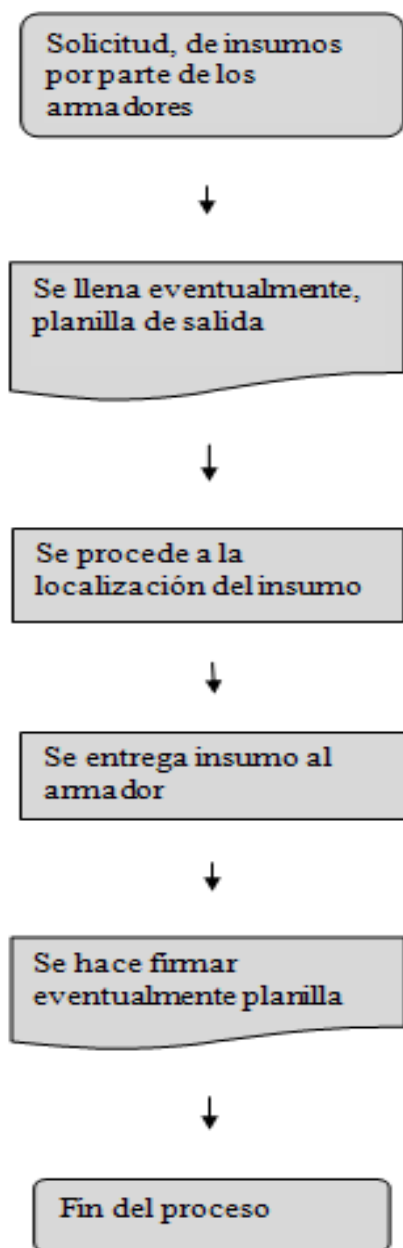 Solicitud, de insumos
por parte de los
armadores
Se llena eventualmente,
planilla de salida
Se procede a la
localización del insumo
Se entrega insumo al
armador
Se hace firmar
eventualmente planilla
Fin del proceso